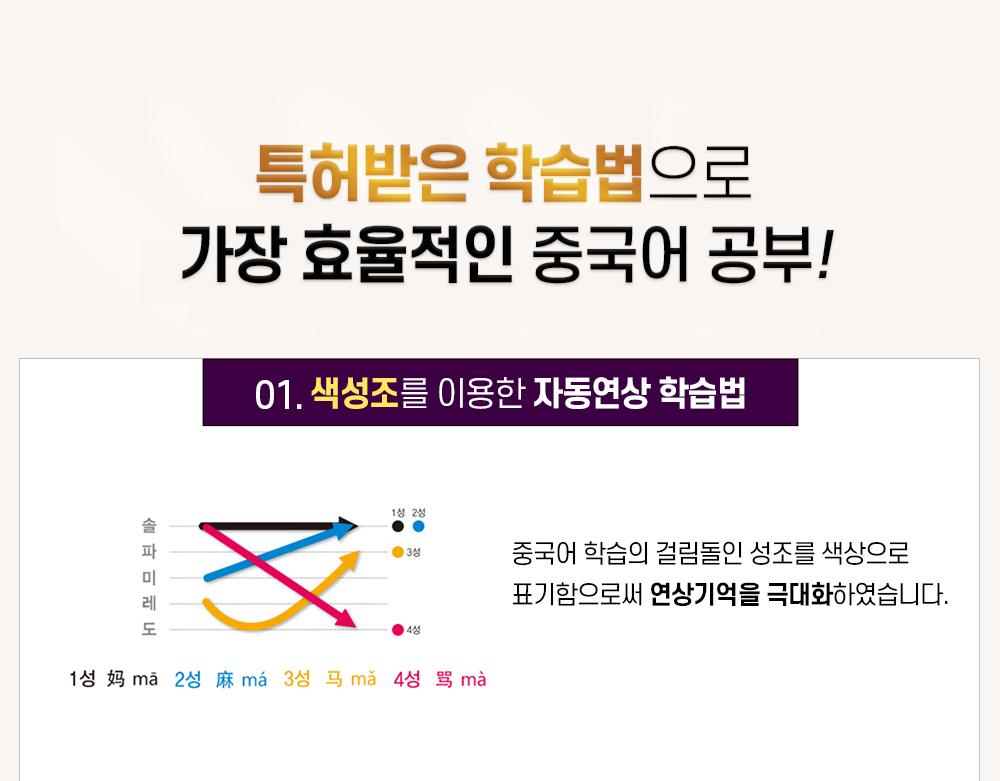 특허받은 학습법으로
가장 효율적인 중국어 공부!
01. 색성조를 이용한 자동연상 학습법
1성 2성
솔
파
3성
미
레
도
4성
중국어 학습의 걸림돌인 성조를 색상으로
표기함으로써 연상기억을 극대화하였습니다.
1성 妈 mā 2성 麻 má 3성 马 mǎ 4성 骂 mà